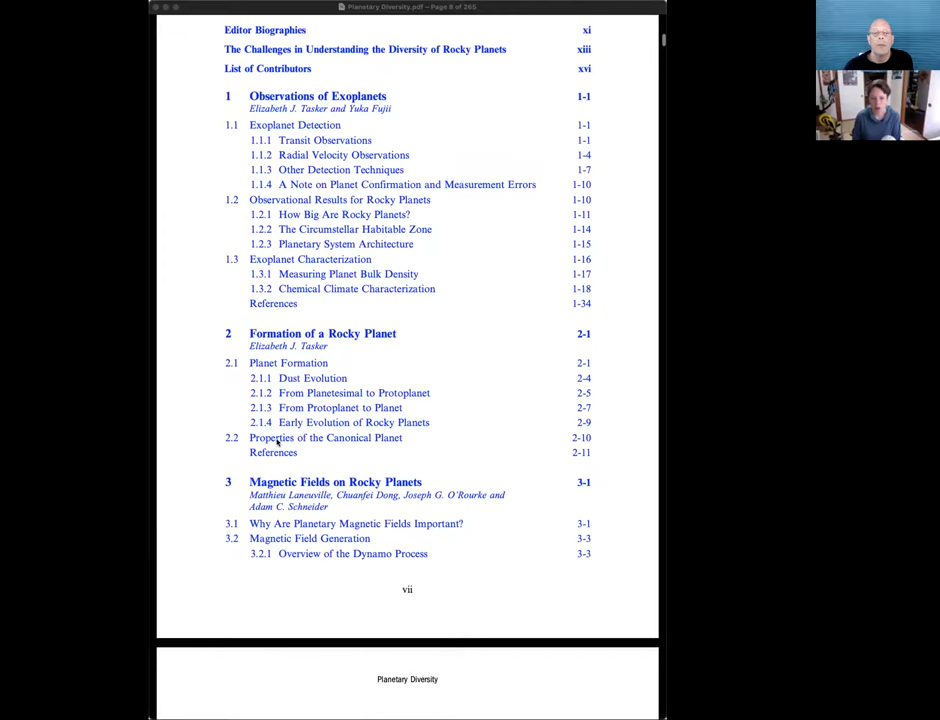 Planetary Diversity.pdf – Page 8 of 265
Editor Biographies xi
The Challenges in Understanding the Diversity of Rocky Planets xiii
List of Contributors xvi
1 Observations of Exoplanets 1-1
Elizabeth J. Tasker and Yuka Fujii
1.1 Exoplanet Detection 1-1
1.1.1 Transit Observations 1-1
1.1.2 Radial Velocity Observations 1-4
1.1.3 Other Detection Techniques 1-7
1.1.4 A Note on Planet Confirmation and Measurement Errors 1-10
1.2 Observational Results for Rocky Planets 1-10
1.2.1 How Big Are Rocky Planets? 1-11
1.2.2 The Circumstellar Habitable Zone 1-14
1.2.3 Planetary System Architecture 1-15
1.3 Exoplanet Characterization 1-16
1.3.1 Measuring Planet Bulk Density 1-17
1.3.2 Chemical Climate Characterization 1-18
References 1-34
2 Formation of a Rocky Planet 2-1
Elizabeth J. Tasker
2.1 Planet Formation 2-1
2.1.1 Dust Evolution 2-4
2.1.2 From Planetesimal to Protoplanet 2-5
2.1.3 From Protoplanet to Planet 2-7
2.1.4 Early Evolution of Rocky Planets 2-9
2.2 Properties of the Canonical Planet 2-10
References 2-11
3 Magnetic Fields on Rocky Planets 3-1
Matthieu Laneuville, Chuanfei Dong, Joseph G. O'Rourke and
Adam C. Schneider
3.1 Why Are Planetary Magnetic Fields Important? 3-1
3.2 Magnetic Field Generation 3-3
3.2.1 Overview of the Dynamo Process 3-3
vii
Planetary Diversity